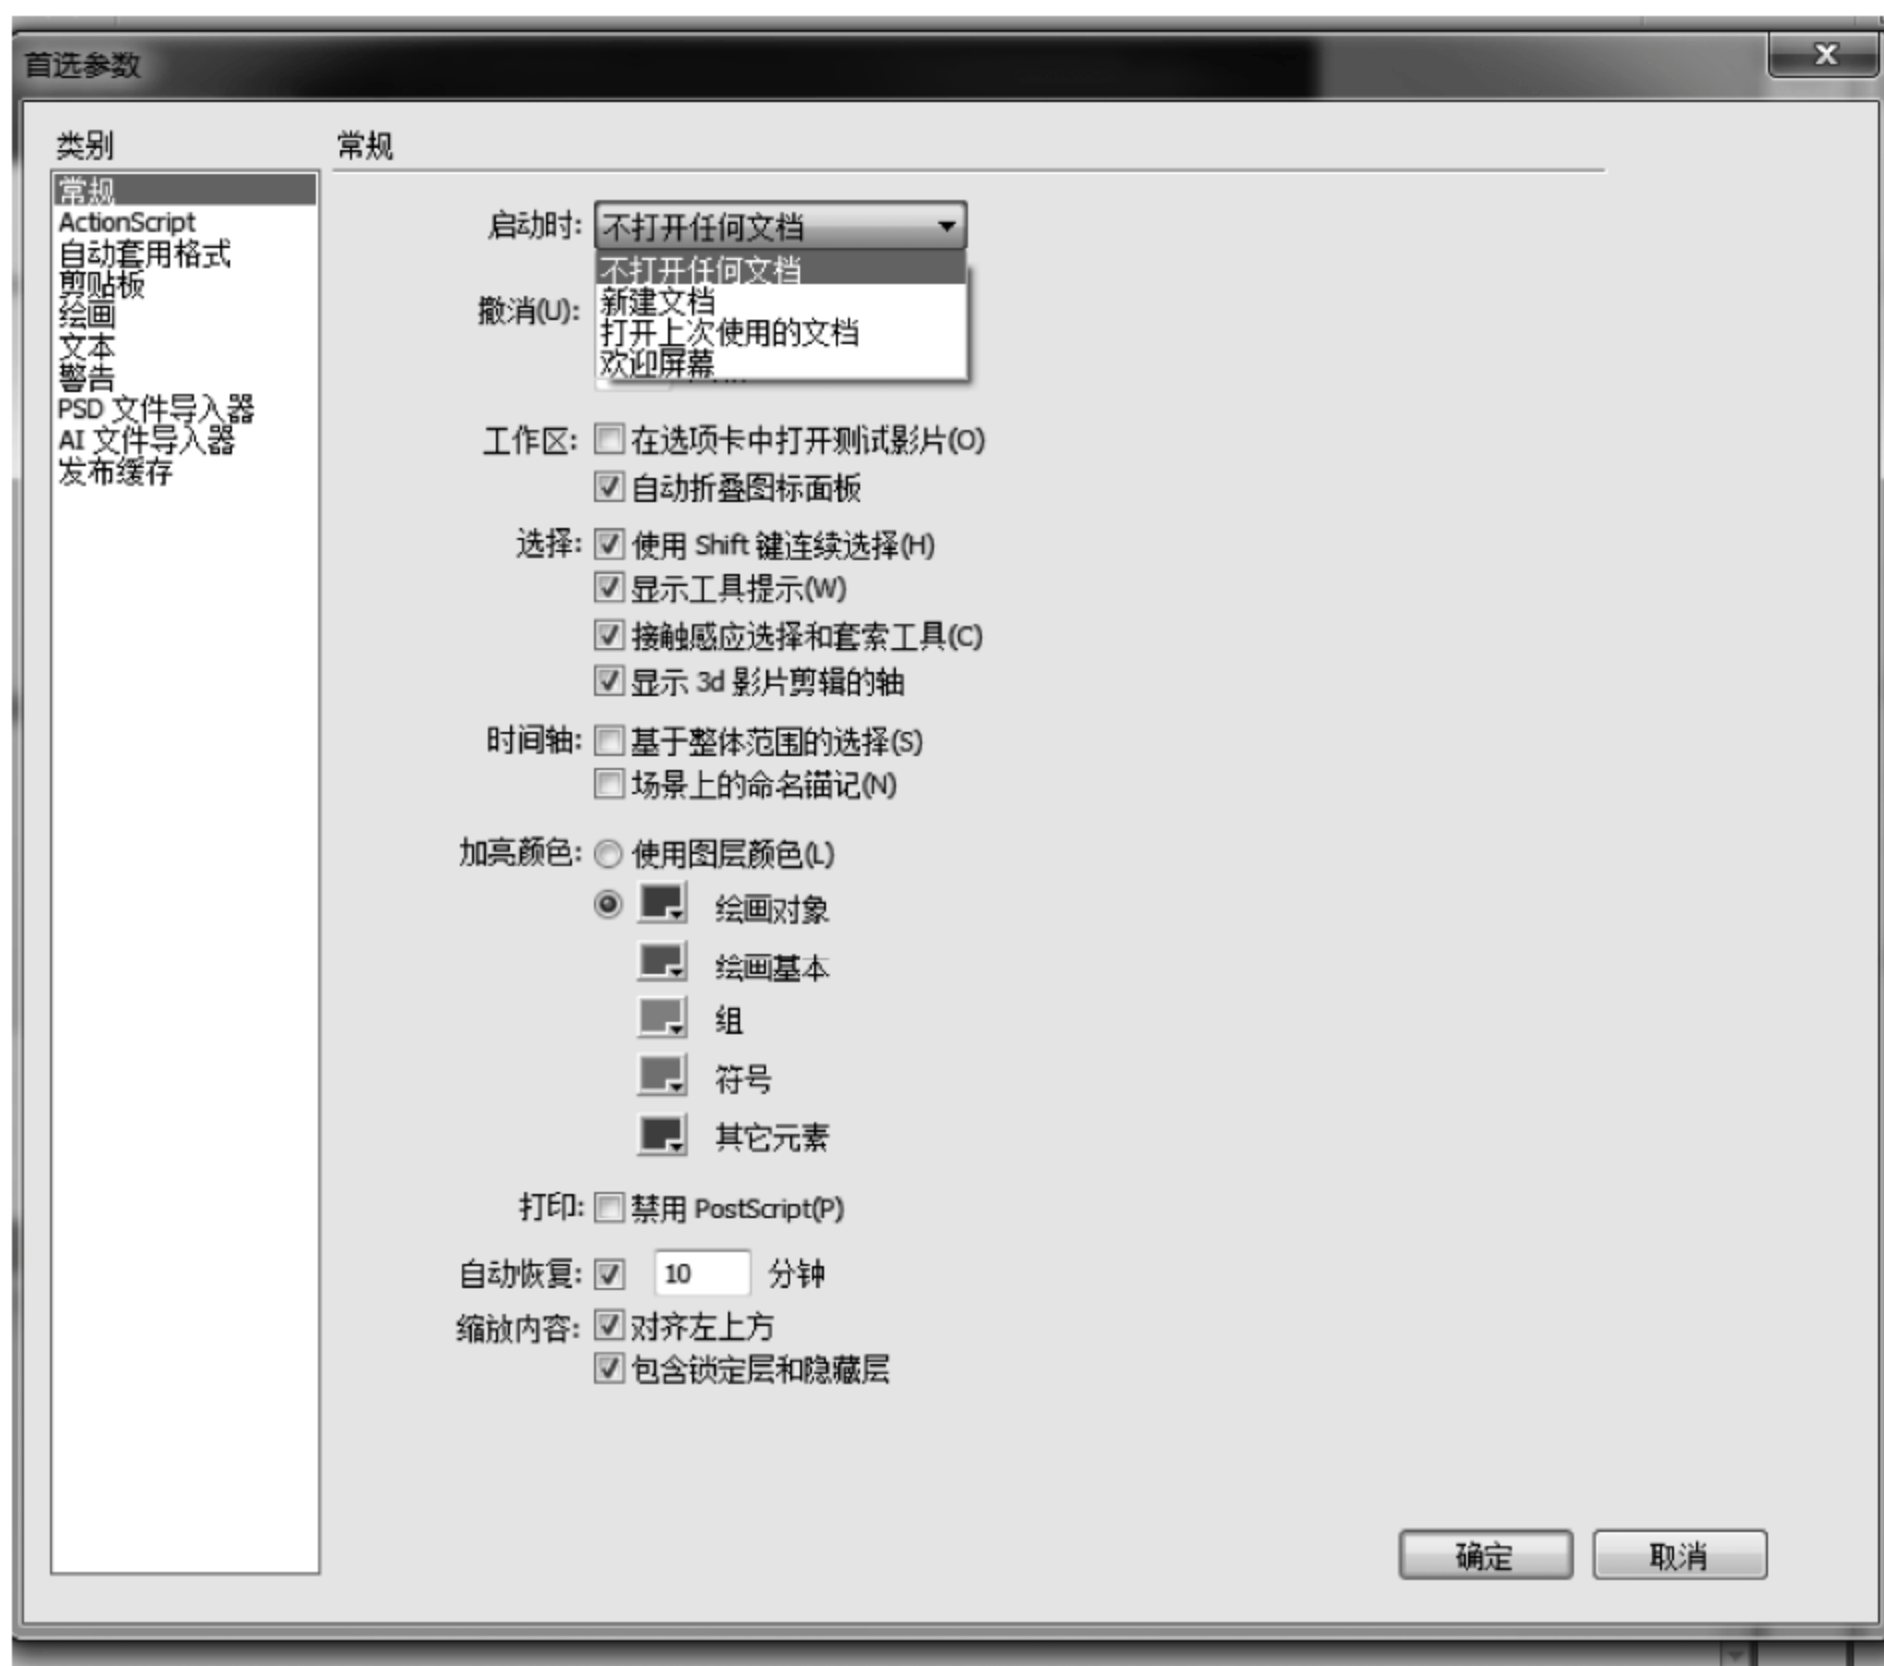 首选参数
类别
常规
ActionScript
自动套用格式
剪贴板
绘画
文本
警告
PSD 文件导入器
AI 文件导入器
发布缓存
常规
启动时: 不打开任何文档
不打开任何文档
新建文档
打开上次使用的文档
欢迎屏幕
撤消(U):
工作区: 在选项卡中打开测试影片(O)
自动折叠图标面板
选择: 使用 Shift 键连续选择(H)
显示工具提示(W)
接触感应选择和套索工具(C)
显示 3d 影片剪辑的轴
时间轴: 基于整体范围的选择(S)
场景上的命名锚记(N)
加亮颜色: 使用图层颜色(L)
绘画对象
绘画基本
组
符号
其它元素
打印: 禁用 PostScript(P)
自动恢复: 10 分钟
缩放内容: 对齐左上方
包含锁定层和隐藏层
确定 取消